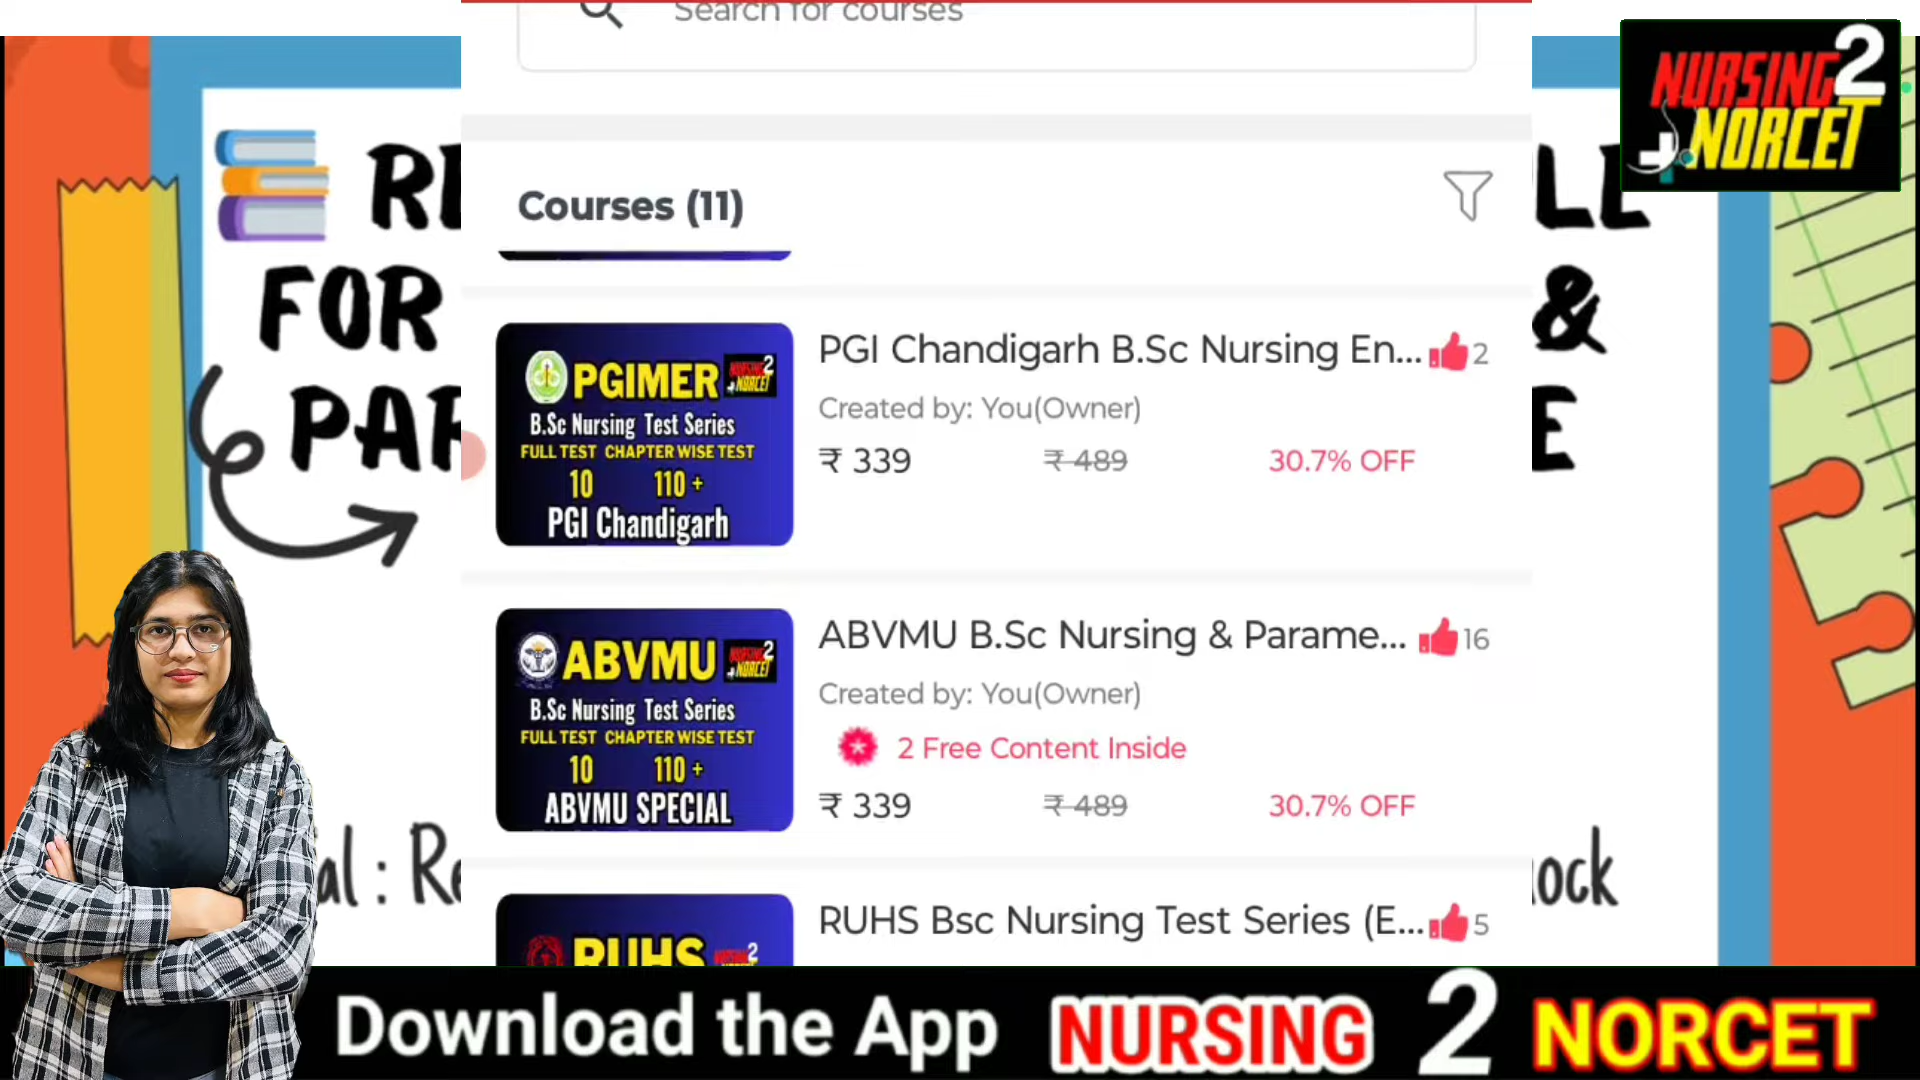 Search for courses
NURSING 2
NORCET
Courses (11)
FOR
&
PGIMER
B.Sc Nursing Test Series
FULL TEST CHAPTER WISE TEST
10 110 +
PGI Chandigarh
PGI Chandigarh B.Sc Nursing En... 2
Created by: You(Owner)
₹ 339 ₹ 489 30.7% OFF
ABVMU
B.Sc Nursing Test Series
FULL TEST CHAPTER WISE TEST
10 110 +
ABVMU SPECIAL
ABVMU B.Sc Nursing & Parame... 16
Created by: You(Owner)
2 Free Content Inside
₹ 339 ₹ 489 30.7% OFF
RUHS
RUHS Bsc Nursing Test Series (E... 5
Download the App NURSING 2 NORCET